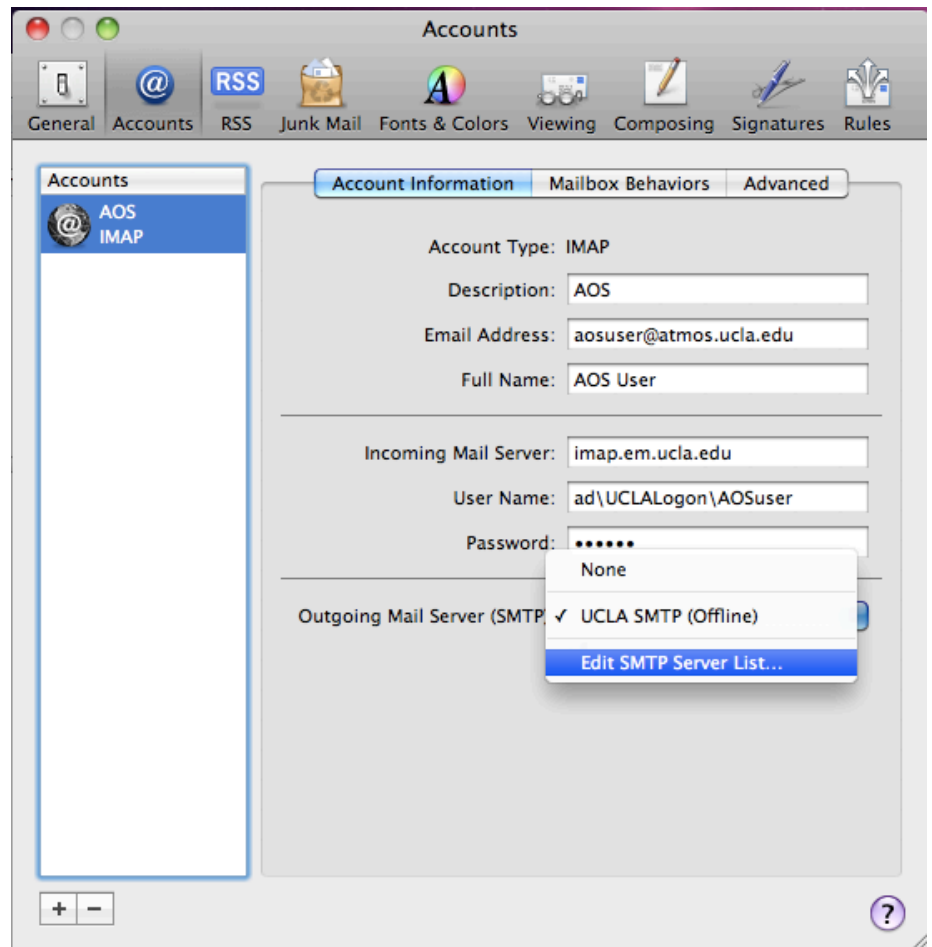 Accounts
RSS
General Accounts RSS Junk Mail Fonts & Colors Viewing Composing Signatures Rules
Accounts
AOS
IMAP
Account Information Mailbox Behaviors Advanced
Account Type: IMAP
Description: AOS
Email Address: aosuser@atmos.ucla.edu
Full Name: AOS User
Incoming Mail Server: imap.em.ucla.edu
User Name: ad\UCLALogon\AOSuser
Password: ••••••
None
Outgoing Mail Server (SMTP) ✓ UCLA SMTP (Offline)
Edit SMTP Server List...
+ −
?